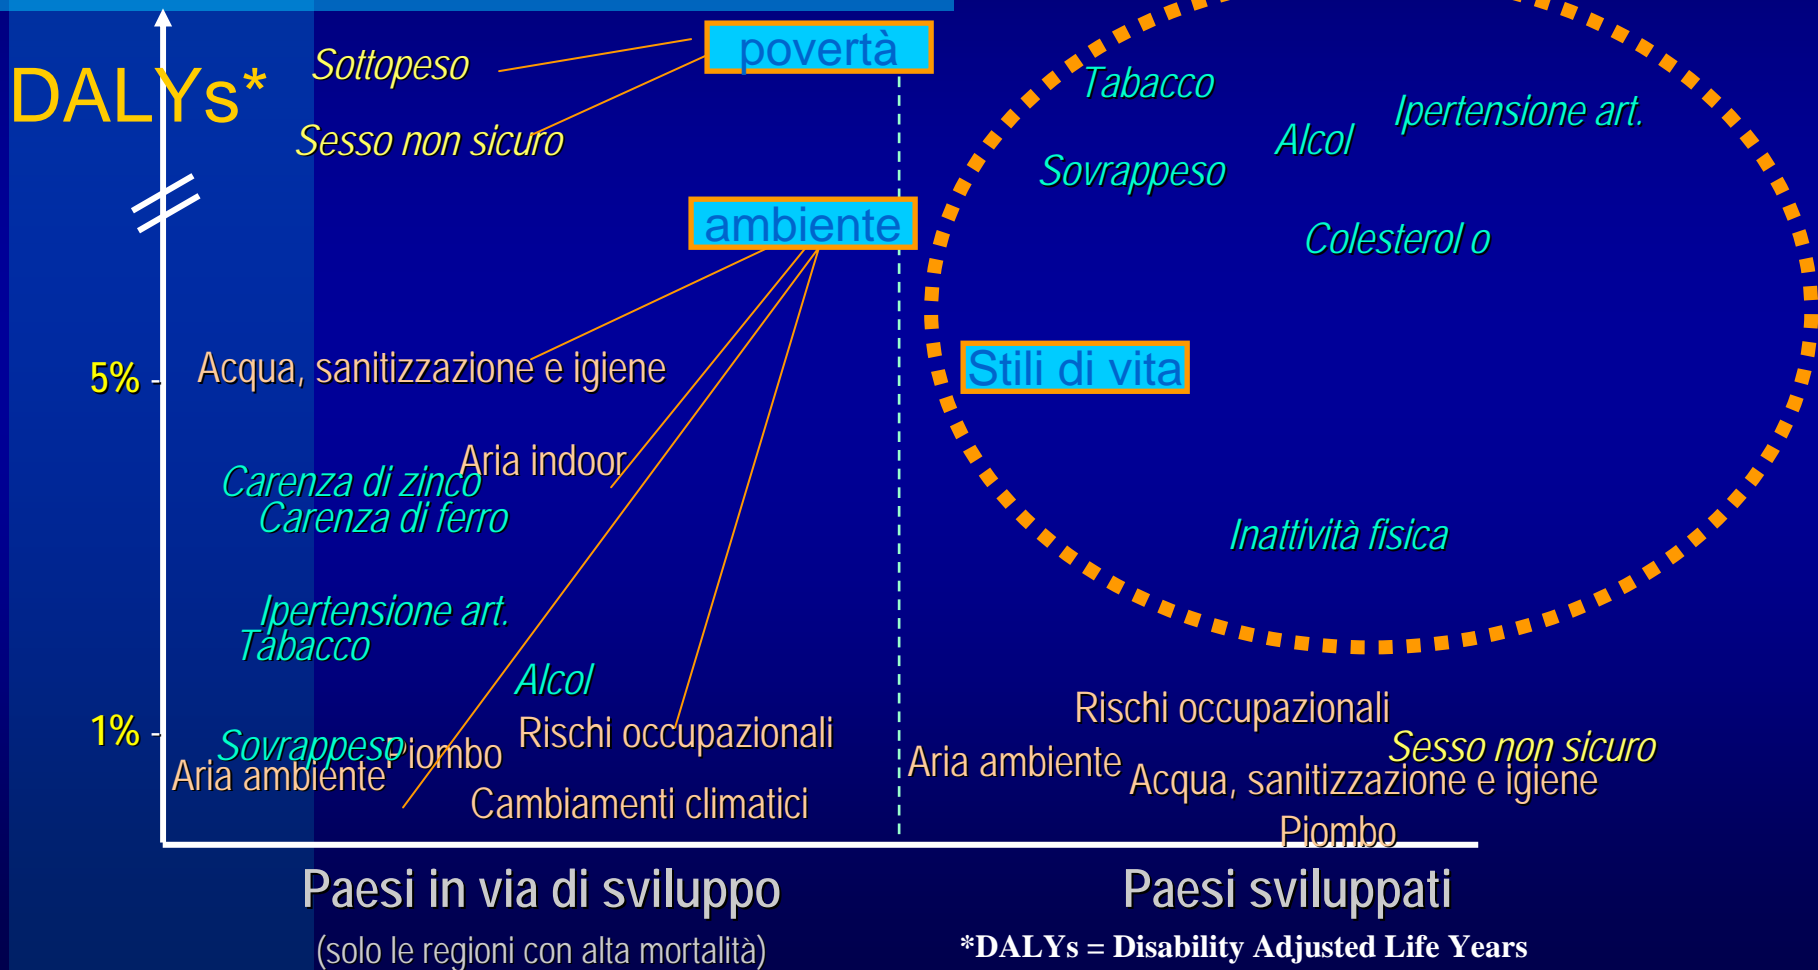 DALYs*
povertà
Sottopeso
Sesso non sicuro
ambiente
5% -
Acqua, sanitizzazione e igiene
Aria indoor
Carenza di zinco
Carenza di ferro
Ipertensione art.
Tabacco
Alcol
1% -
Rischi occupazionali
Sovrappeso
Piombo
Aria ambiente
Cambiamenti climatici
Tabacco
Ipertensione art.
Alcol
Sovrappeso
Colesterol o
Stili di vita
Inattività fisica
Rischi occupazionali
Sesso non sicuro
Aria ambiente
Acqua, sanitizzazione e igiene
Piombo
Paesi in via di sviluppo
(solo le regioni con alta mortalità)
Paesi sviluppati
*DALYs = Disability Adjusted Life Years